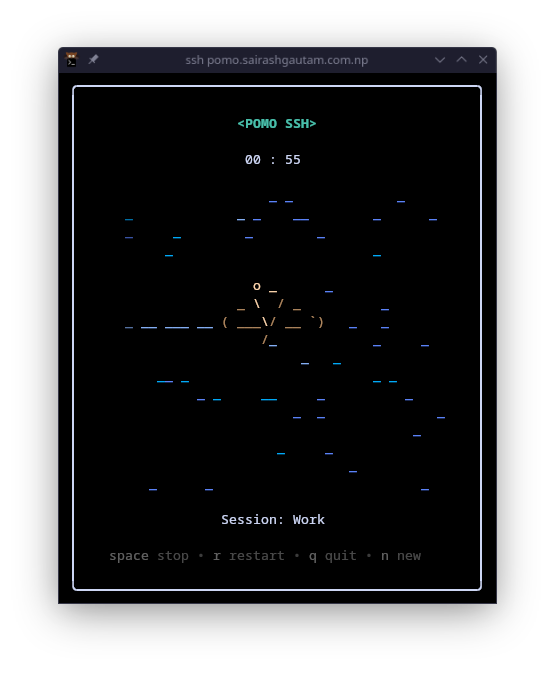 ssh pomo.sairashgautam.com.np
<POMO SSH>
00 : 55
Session: Work
space stop • r restart • q quit • n new